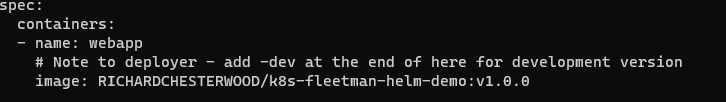 spec:
containers:
- name: webapp
# Note to deployer - add -dev at the end of here for development version
image: RICHARDCHESTERWOOD/k8s-fleetman-helm-demo:v1.0.0